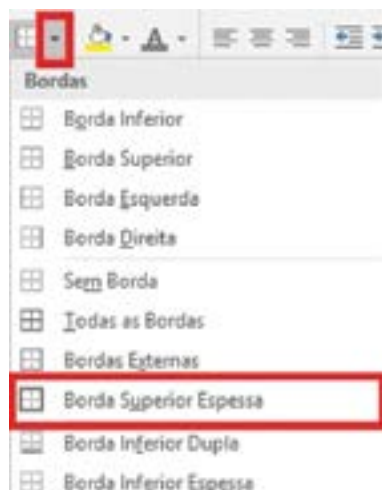 A
Bordas
Borda Inferior
Borda Superior
Borda Esquerda
Borda Direita
Sem Borda
Todas as Bordas
Bordas Externas
Borda Superior Espessa
Borda Inferior Dupla
Borda Inferior Espessa